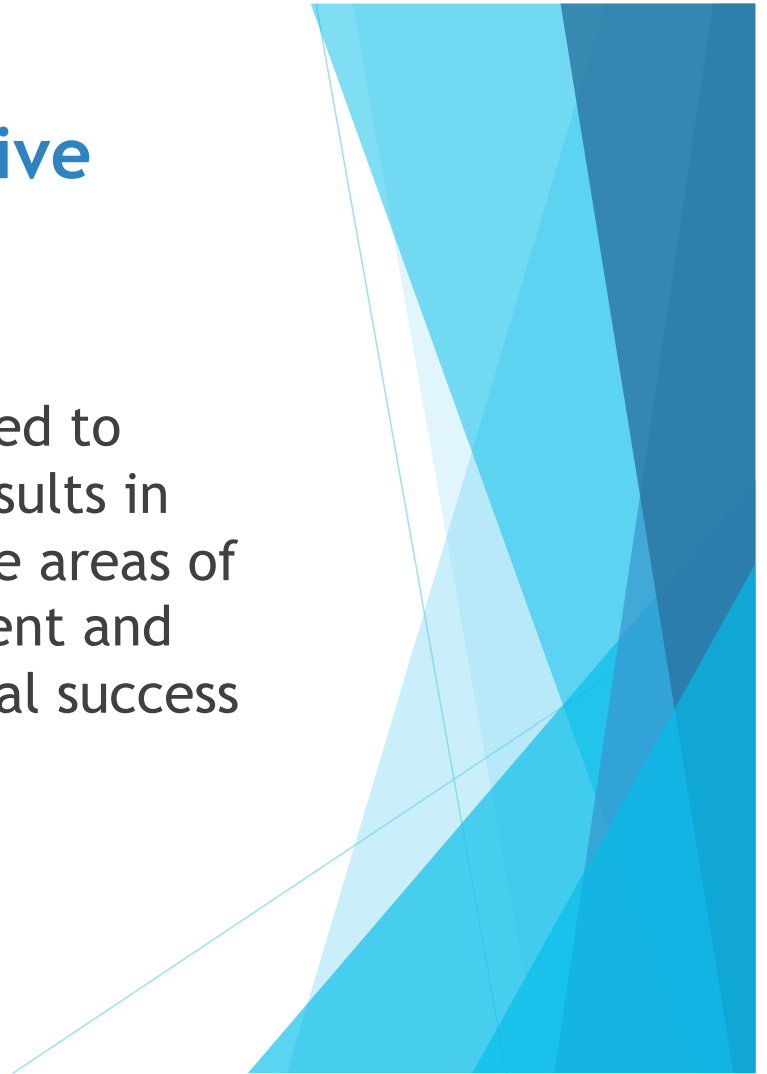 ive
ed to
sults in
e areas of
ent and
al success